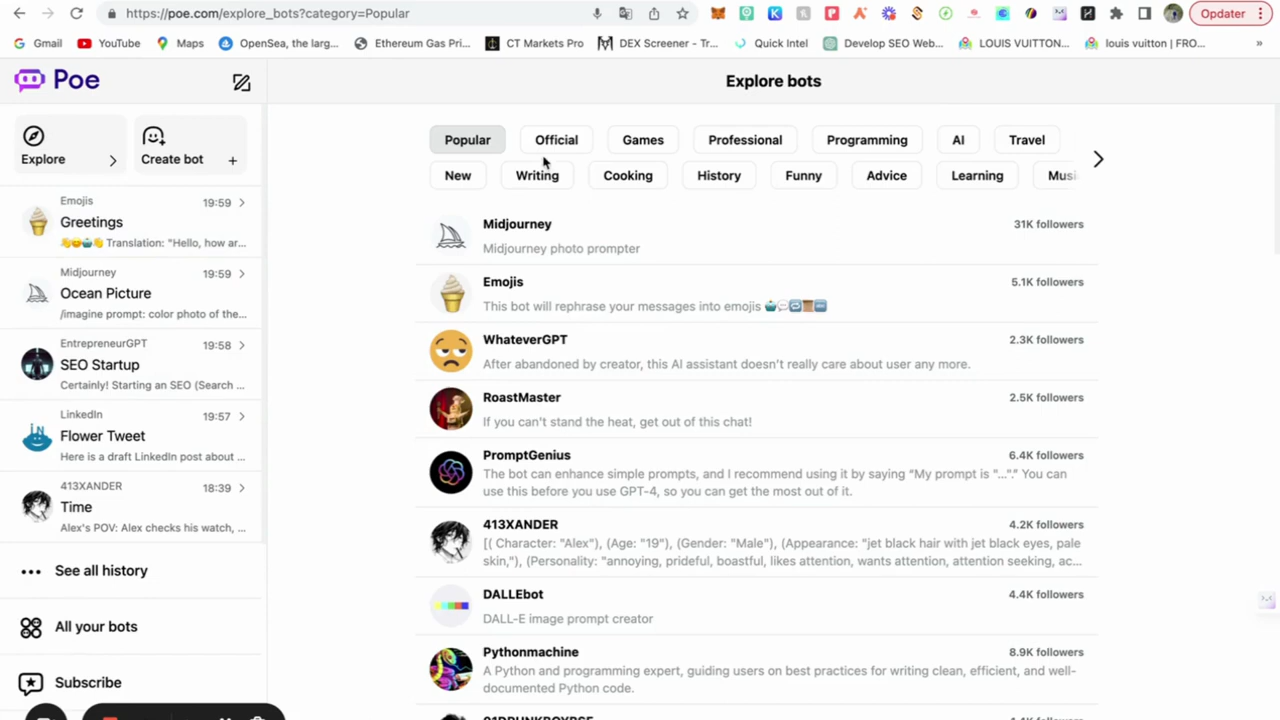 https://poe.com/explore_bots?category=Popular
Opdater
Gmail
YouTube
Maps
OpenSea, the larg...
Ethereum Gas Pri...
CT Markets Pro
DEX Screener - Tr...
Quick Intel
Develop SEO Web...
LOUIS VUITTON...
louis vuitton | FRO...
»
Poe
Explore
Create bot
Emojis
19:59
Greetings
Translation: "Hello, how ar...
Midjourney
19:59
Ocean Picture
/imagine prompt: color photo of the...
EntrepreneurGPT
19:58
SEO Startup
Certainly! Starting an SEO (Search ...
LinkedIn
19:57
Flower Tweet
Here is a draft LinkedIn post about ...
413XANDER
18:39
Time
Alex's POV: Alex checks his watch, ...
See all history
All your bots
Subscribe
Explore bots
Popular
Official
Games
Professional
Programming
AI
Travel
New
Writing
Cooking
History
Funny
Advice
Learning
Musi
Midjourney
31K followers
Midjourney photo prompter
Emojis
5.1K followers
This bot will rephrase your messages into emojis
WhateverGPT
2.3K followers
After abandoned by creator, this AI assistant doesn't really care about user any more.
RoastMaster
2.5K followers
If you can't stand the heat, get out of this chat!
PromptGenius
6.4K followers
The bot can enhance simple prompts, and I recommend using it by saying "My prompt is "..."." You can
use this before you use GPT-4, so you can get the most out of it.
413XANDER
4.2K followers
[( Character: "Alex"), (Age: "19"), (Gender: "Male"), (Appearance: "jet black hair with jet black eyes, pale
skin,"), (Personality: "annoying, prideful, boastful, likes attention, wants attention, attention seeking, ac...
DALLEbot
4.4K followers
DALL-E image prompt creator
Pythonmachine
8.9K followers
A Python and programming expert, guiding users on best practices for writing clean, efficient, and well-
documented Python code.